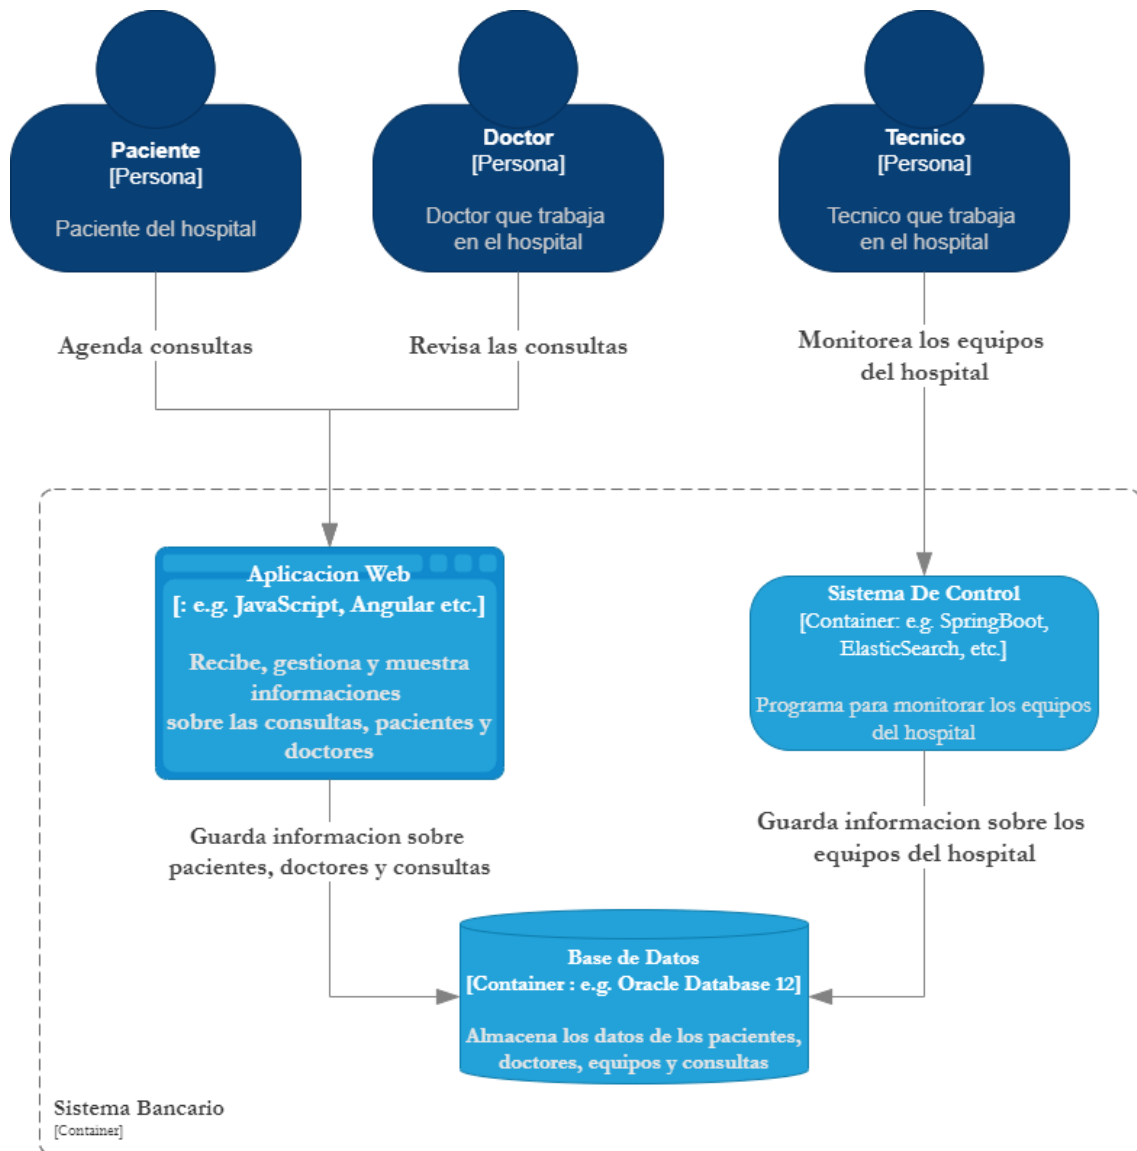 Paciente
[Persona]
Paciente del hospital
Doctor
[Persona]
Doctor que trabaja
en el hospital
Tecnico
[Persona]
Tecnico que trabaja
en el hospital
Agenda consultas
Revisa las consultas
Monitorea los equipos
del hospital
Aplicacion Web
[: e.g. JavaScript, Angular etc.]
Recibe, gestiona y muestra
informaciones
sobre las consultas, pacientes y
doctores
Sistema De Control
[Container: e.g. SpringBoot,
ElasticSearch, etc.]
Programa para monitorar los equipos
del hospital
Guarda informacion sobre
pacientes, doctores y consultas
Guarda informacion sobre los
equipos del hospital
Base de Datos
[Container : e.g. Oracle Database 12]
Almacena los datos de los pacientes,
doctores, equipos y consultas
Sistema Bancario
[Container]